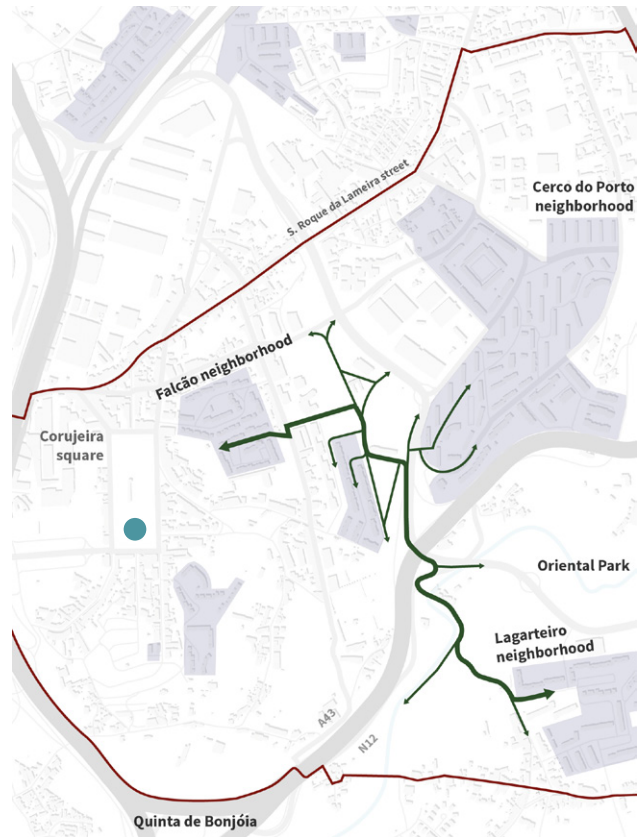 S. Roque da Lameira street
Cerco do Porto
neighborhood
Falcão neighborhood
Corujeira
square
Oriental Park
Lagarteiro
neighborhood
A43
N12
Quinta de Bonjóia